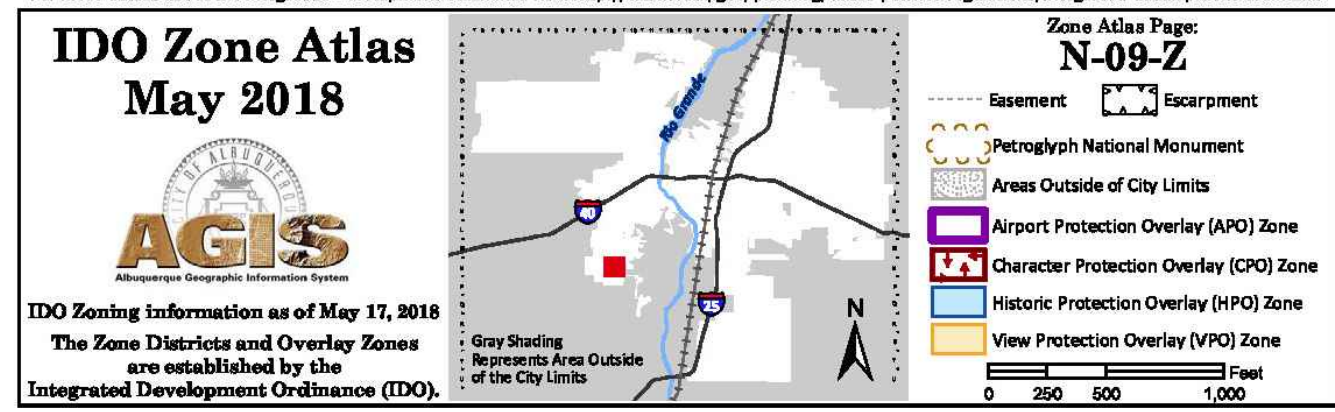 IDO Zone Atlas
May 2018
CITY OF ALBUQUERQUE
AGIS
Albuquerque Geographic Information System
IDO Zoning information as of May 17, 2018
The Zone Districts and Overlay Zones
are established by the
Integrated Development Ordinance (IDO).
Rio Grande
40
25
N
Gray Shading
Represents Area Outside
of the City Limits
Zone Atlas Page:
N-09-Z
Easement
Escarpment
Petroglyph National Monument
Areas Outside of City Limits
Airport Protection Overlay (APO) Zone
Character Protection Overlay (CPO) Zone
Historic Protection Overlay (HPO) Zone
View Protection Overlay (VPO) Zone
Feet
0 250 500 1,000